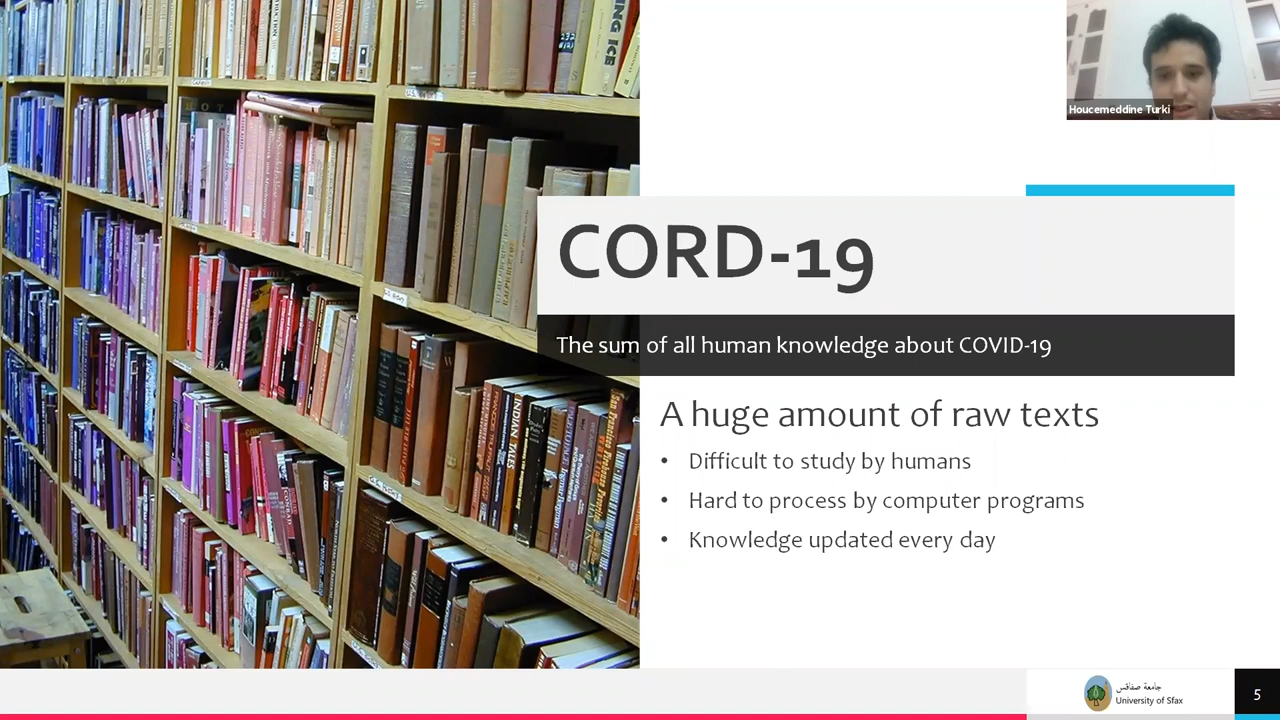 Houcemeddine Turki
CORD-19
The sum of all human knowledge about COVID-19
A huge amount of raw texts
• Difficult to study by humans
• Hard to process by computer programs
• Knowledge updated every day
INDIAN TALES
جامعة صفاقس
University of Sfax
5